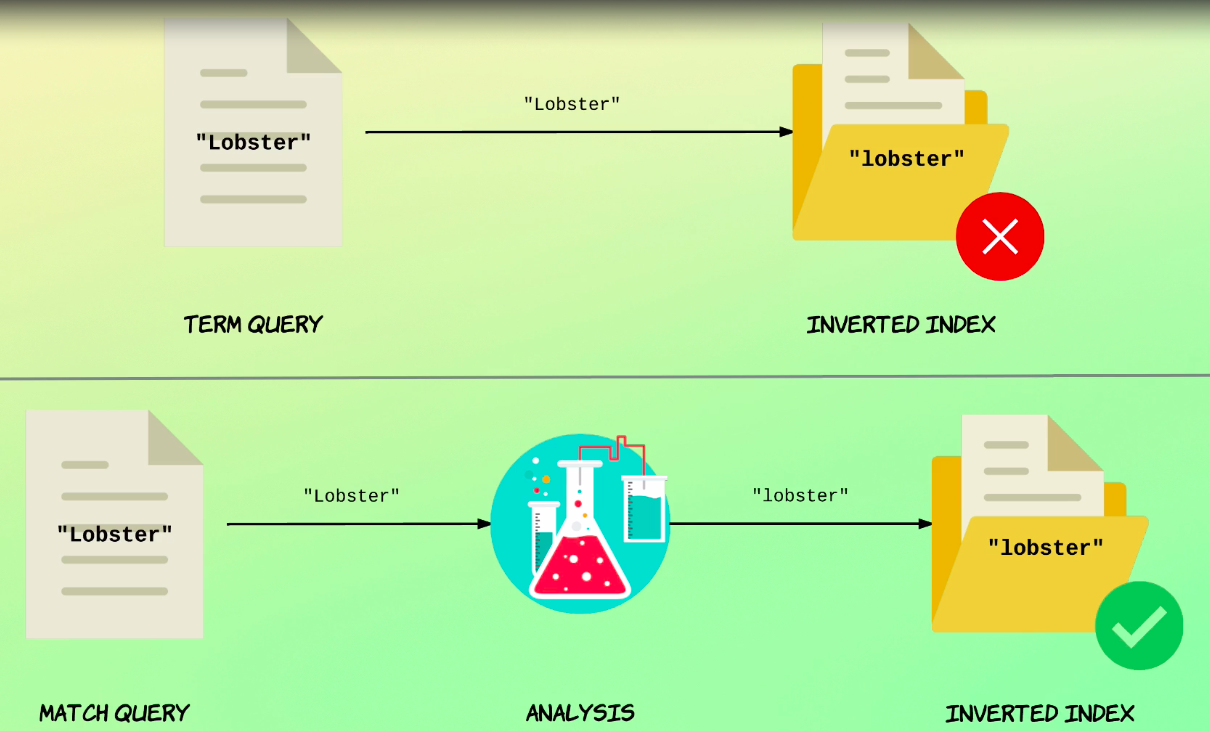 "Lobster"
"Lobster"
"lobster"
TERM QUERY
INVERTED INDEX
"Lobster"
"Lobster"
"lobster"
"lobster"
MATCH QUERY
ANALYSIS
INVERTED INDEX